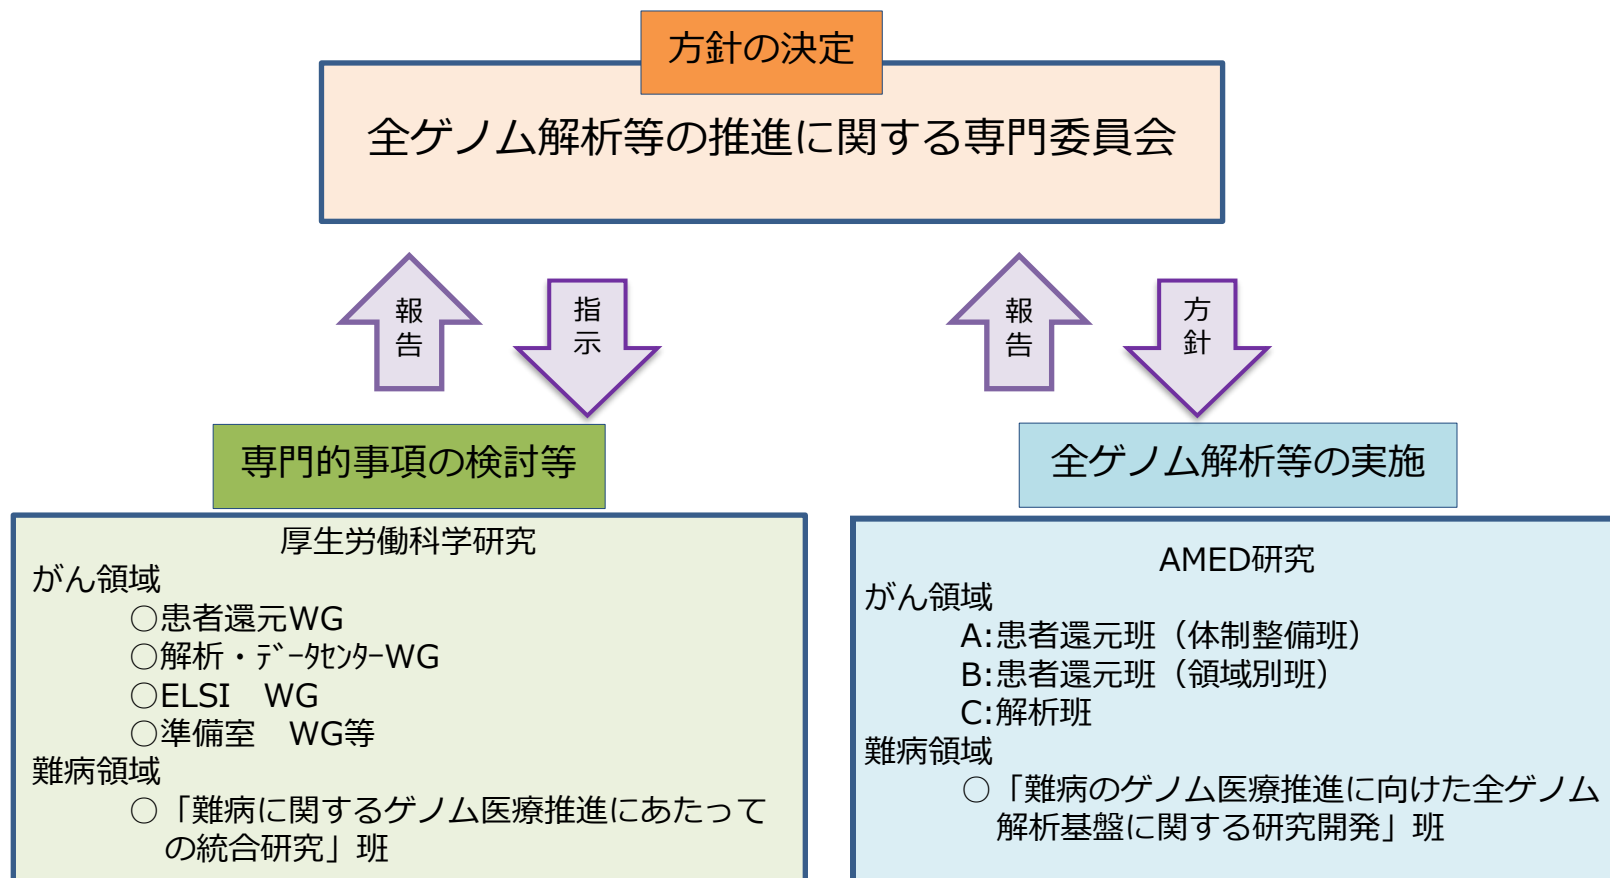 方針の決定
全ゲノム解析等の推進に関する専門委員会
報告
指示
報告
方針
専門的事項の検討等
厚生労働科学研究
がん領域
○患者還元WG
○解析・ﾃﾞｰﾀｾﾝﾀｰWG
○ELSI　WG
○準備室　WG等
難病領域
○「難病に関するゲノム医療推進にあたって
の統合研究」班
全ゲノム解析等の実施
AMED研究
がん領域
A:患者還元班（体制整備班）
B:患者還元班（領域別班）
C:解析班
難病領域
○「難病のゲノム医療推進に向けた全ゲノム
解析基盤に関する研究開発」班